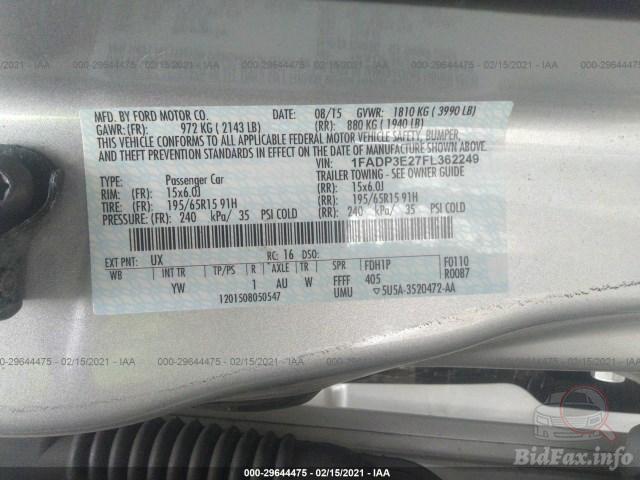 000-29644475 - 02/15/2021 - IAA
MFD. BY FORD MOTOR CO. DATE: 08/15 GVWR: 1810 KG ( 3990 LB)
GAWR:(FR): 972 KG ( 2143 LB) (RR): 880 KG ( 1940 LB)
THIS VEHICLE CONFORMS TO ALL APPLICABLE FEDERAL MOTOR VEHICLE SAFETY, BUMPER,
AND THEFT PREVENTION STANDARDS IN EFFECT ON THE DATE OF MANUFACTURE SHOWN ABOVE.
VIN: 1FADP3E27FL362249
TYPE: Passenger Car TRAILER TOWING - SEE OWNER GUIDE
RIM: (FR): 15x6.0J (RR): 15x6.0J
TIRE: (FR): 195/65R15 91H (RR): 195/65R15 91H
PRESSURE: (FR): 240 kPa/ 35 PSI COLD (RR): 240 kPa/ 35 PSI COLD
EXT PNT: UX RC: 16 DSO: F0110
WB INT TR TP/PS R AXLE TR SPR FDH1P R0087
YW 1 AU W FFFF 405
1201508050547 UMU 5U5A-3520472-AA
000-29644475 - 02/15/2021 - IAA
BidFax.info
000-29644475 - 02/15/2021 - IAA